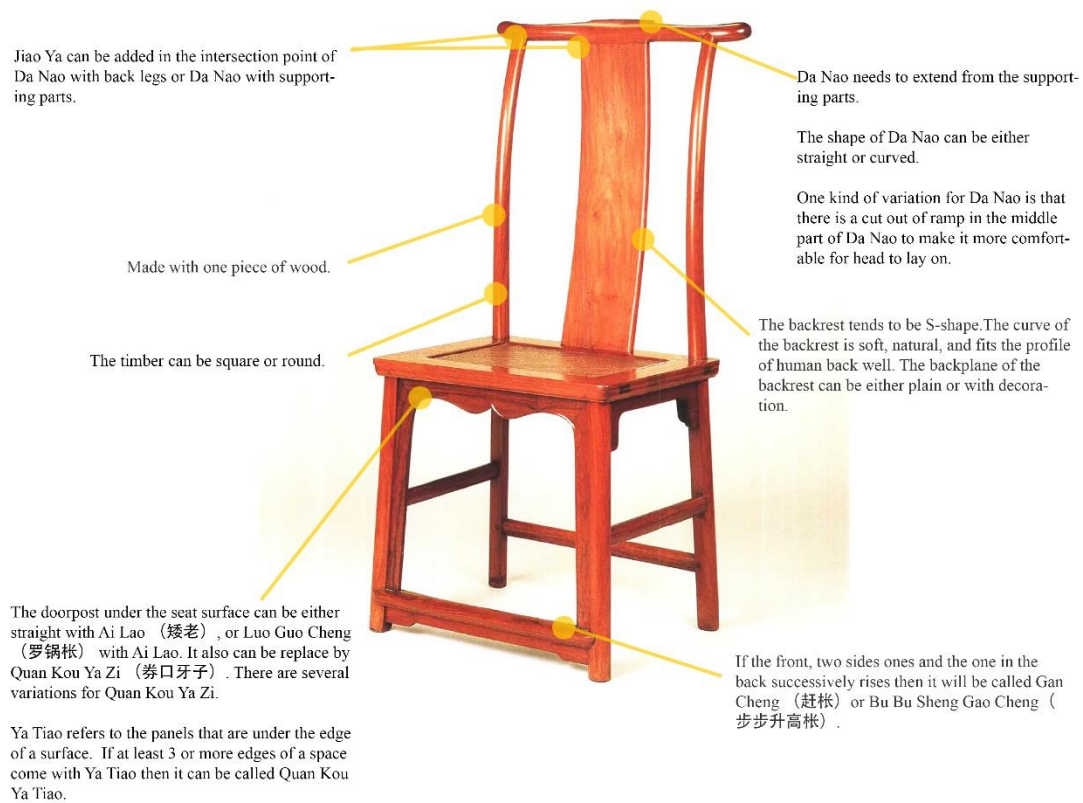 Jiao Ya can be added in the intersection point of
Da Nao with back legs or Da Nao with support-
ing parts.
Da Nao needs to extend from the support-
ing parts.
The shape of Da Nao can be either
straight or curved.
One kind of variation for Da Nao is that
there is a cut out of ramp in the middle
part of Da Nao to make it more comfort-
able for head to lay on.
Made with one piece of wood.
The timber can be square or round.
The backrest tends to be S-shape.The curve of
the backrest is soft, natural, and fits the profile
of human back well. The backplane of the
backrest can be either plain or with decora-
tion.
The doorpost under the seat surface can be either
straight with Ai Lao （矮老）, or Luo Guo Cheng
（罗锅枨） with Ai Lao. It also can be replace by
Quan Kou Ya Zi （券口牙子）. There are several
variations for Quan Kou Ya Zi.
Ya Tiao refers to the panels that are under the edge
of a surface.  If at least 3 or more edges of a space
come with Ya Tiao then it can be called Quan Kou
Ya Tiao.
If the front, two sides ones and the one in the
back successively rises then it will be called Gan
Cheng （赶枨）or Bu Bu Sheng Gao Cheng（
步步升高枨）.